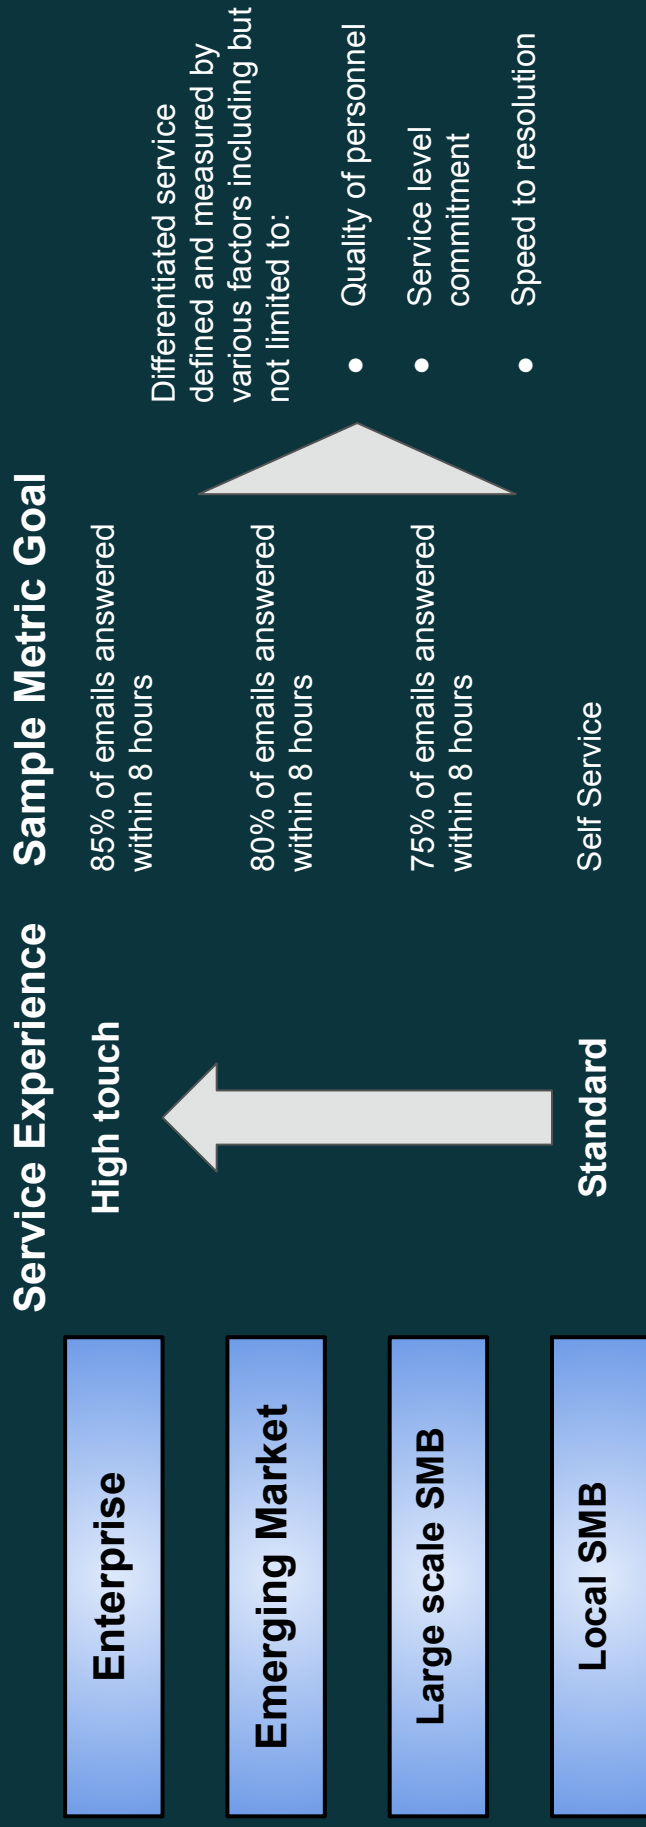 Service Experience
Sample Metric Goal
Enterprise
High touch
85% of emails answered
within 8 hours
Emerging Market
80% of emails answered
within 8 hours
Large scale SMB
75% of emails answered
within 8 hours
Local SMB
Standard
Self Service
Differentiated service
defined and measured by
various factors including but
not limited to:
● Quality of personnel
● Service level
commitment
● Speed to resolution